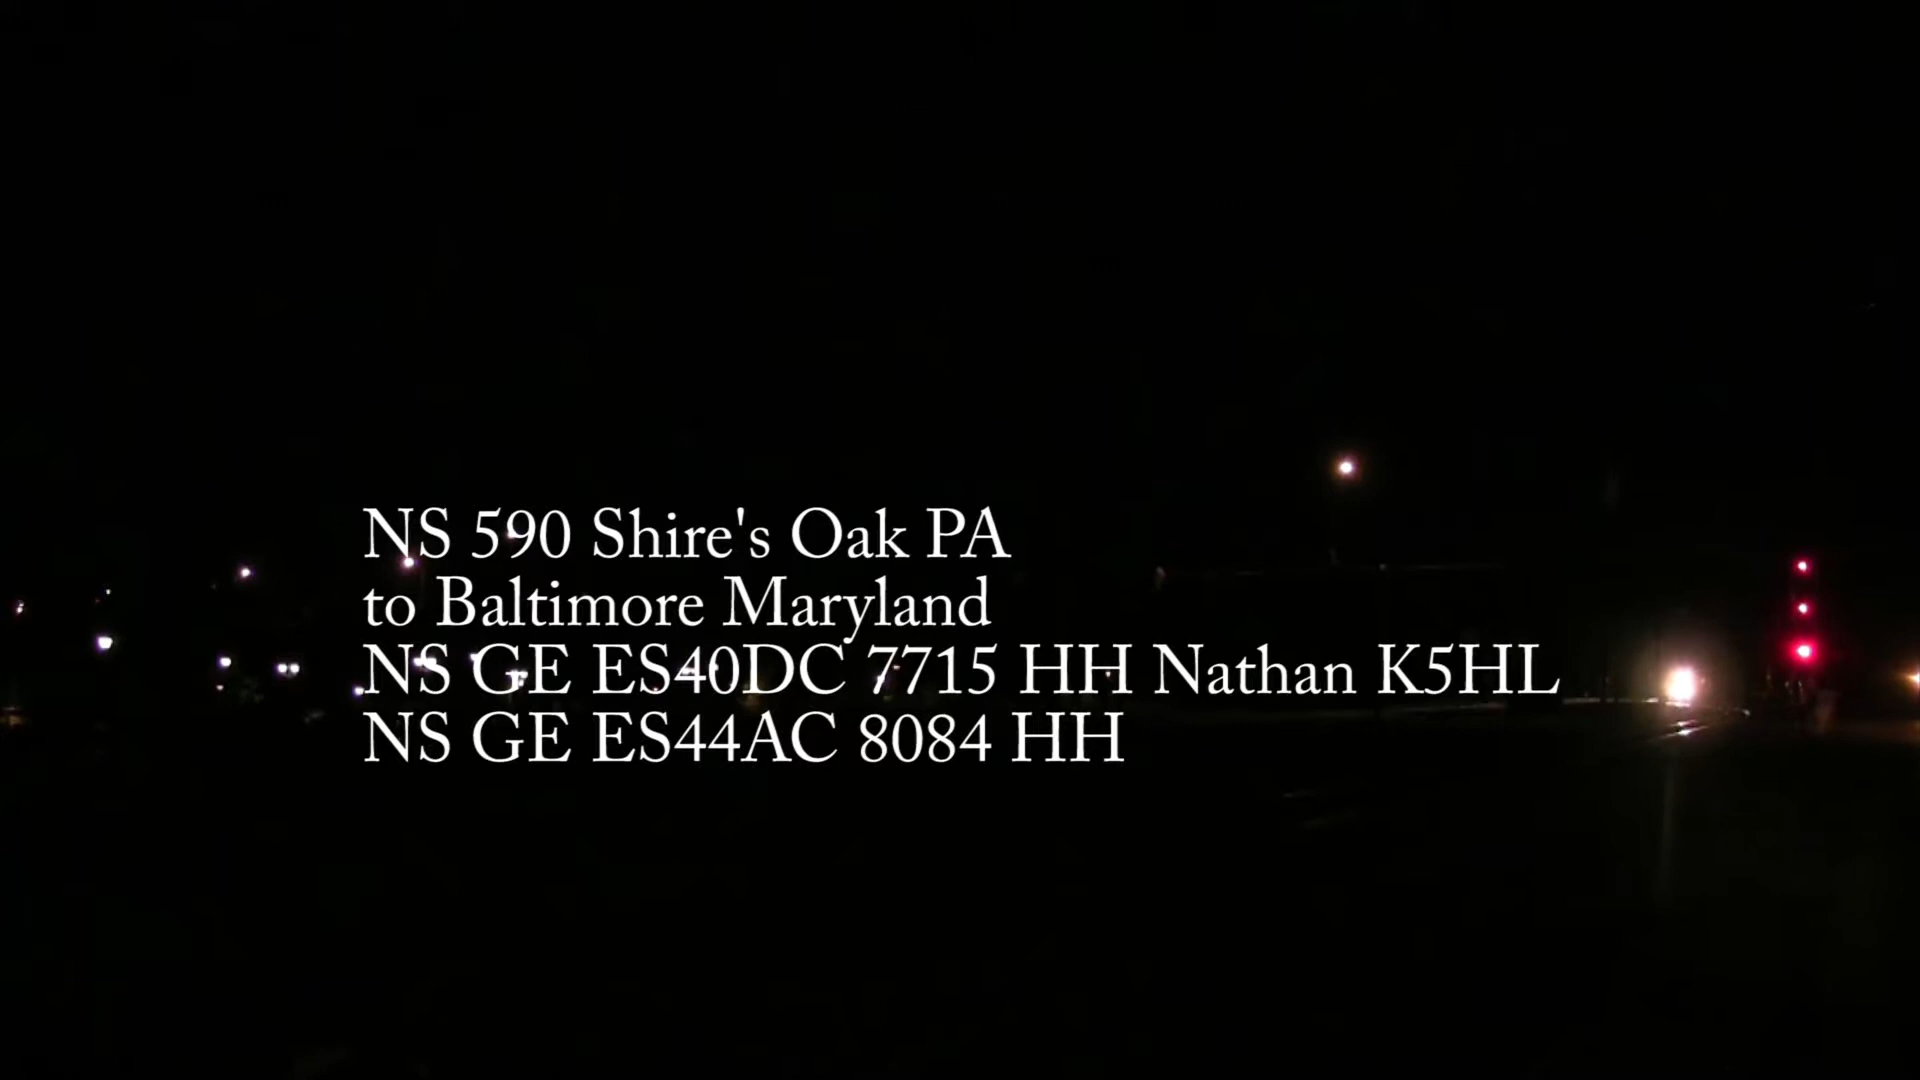 NS 590 Shire's Oak PA
to Baltimore Maryland
NS GE ES40DC 7715 HH Nathan K5HL
NS GE ES44AC 8084 HH